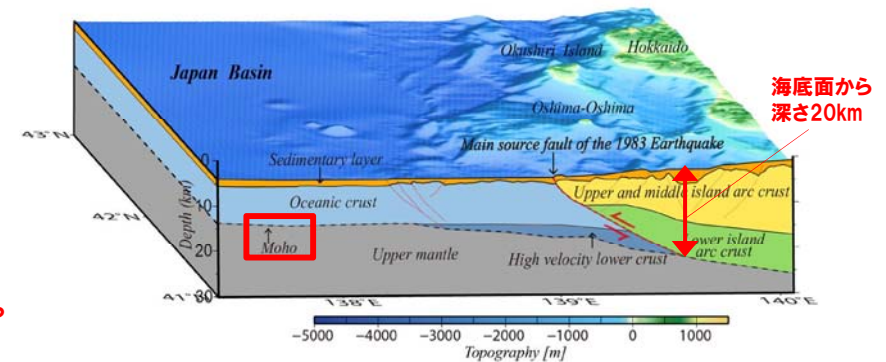 Okushiri Island
Hokkaido
Japan Basin
海底面から
深さ20km
Oshima-Oshima
43°N
Main source fault of the 1983 Earthquake
0
Sedimentary layer
Upper and middle island arc crust
Oceanic crust
10
Depth (km)
42°N
Lower island
arc crust
Moho
20
Upper mantle
High velocity lower crust
41°N
30
138°E
139°E
140°E
−5000 −4000 −3000 −2000 −1000 0 1000
Topography [m]